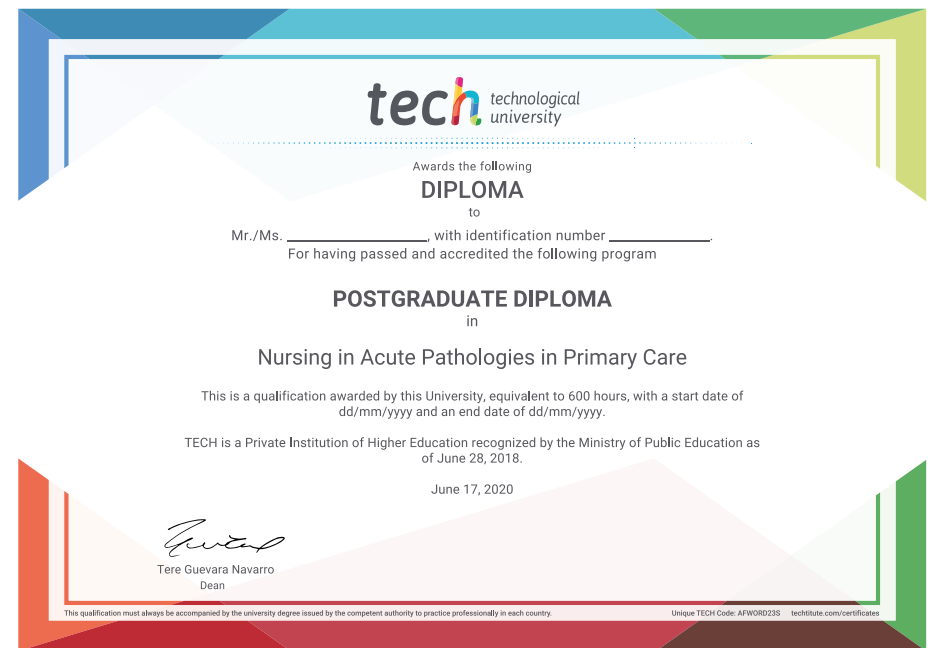 tech technological
university
Awards the following
DIPLOMA
to
Mr./Ms. ____________________, with identification number ______________.
For having passed and accredited the following program
POSTGRADUATE DIPLOMA
in
Nursing in Acute Pathologies in Primary Care
This is a qualification awarded by this University, equivalent to 600 hours, with a start date of
dd/mm/yyyy and an end date of dd/mm/yyyy.
TECH is a Private Institution of Higher Education recognized by the Ministry of Public Education as
of June 28, 2018.
June 17, 2020
Tere Guevara Navarro
Dean
This qualification must always be accompanied by the university degree issued by the competent authority to practice professionally in each country. Unique TECH Code: AFWORD23S techtitute.com/certificates